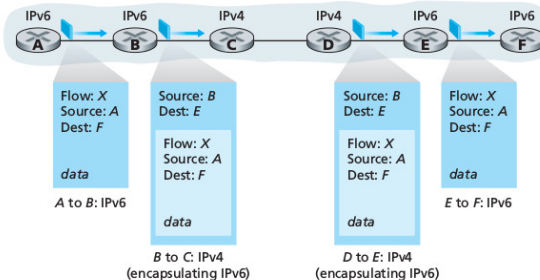 IPv6
IPv6
IPv4
IPv4
IPv6
IPv6
A
B
C
D
E
F
Flow: X
Source: A
Dest: F
data
A to B: IPv6
Source: B
Dest: E
Flow: X
Source: A
Dest: F
data
B to C: IPv4
(encapsulating IPv6)
Source: B
Dest: E
Flow: X
Source: A
Dest: F
data
D to E: IPv4
(encapsulating IPv6)
Flow: X
Source: A
Dest: F
data
E to F: IPv6